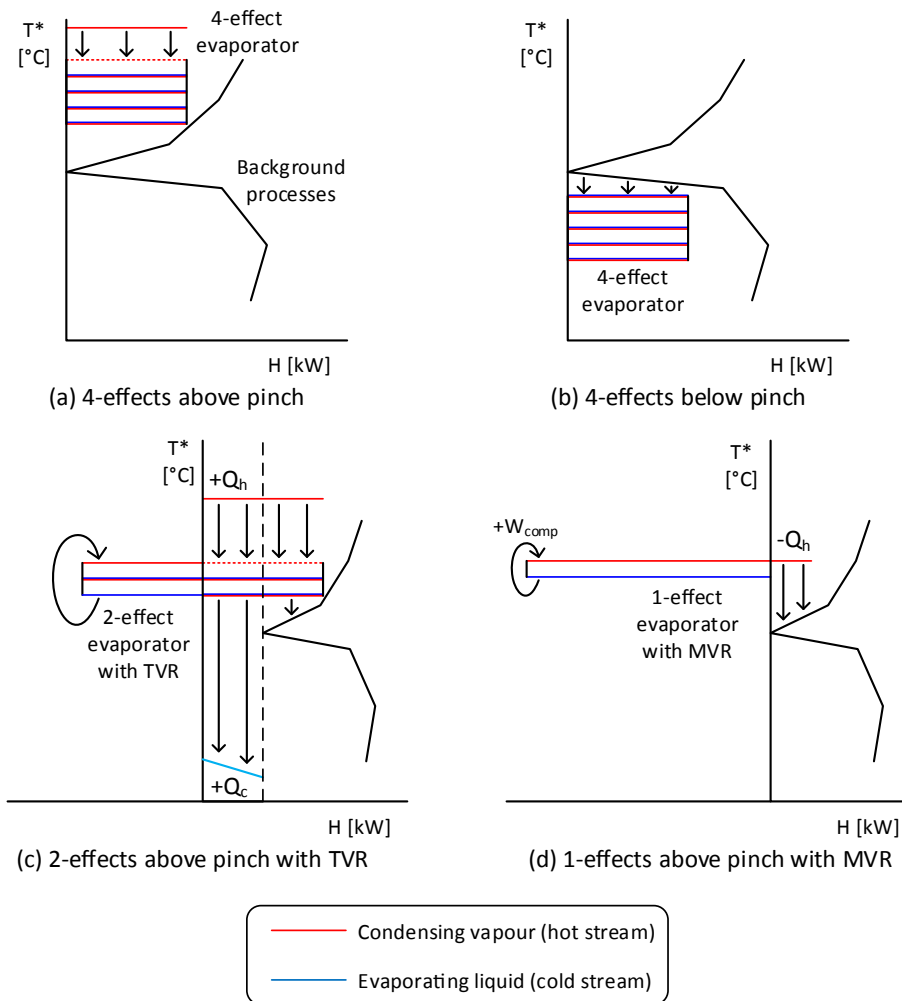 T*
[°C]
4-effect
evaporator
Background
processes
H [kW]
(a) 4-effects above pinch
T*
[°C]
4-effect
evaporator
H [kW]
(b) 4-effects below pinch
T*
[°C]
+Qh
2-effect
evaporator
with TVR
+Qc
H [kW]
(c) 2-effects above pinch with TVR
T*
[°C]
+Wcomp
-Qh
1-effect
evaporator
with MVR
H [kW]
(d) 1-effects above pinch with MVR
Condensing vapour (hot stream)
Evaporating liquid (cold stream)